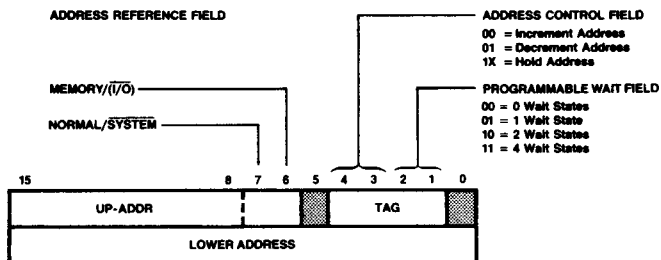 ADDRESS REFERENCE FIELD
ADDRESS CONTROL FIELD
00 = Increment Address
01 = Decrement Address
1X = Hold Address
MEMORY/(I/O)
PROGRAMMABLE WAIT FIELD
00 = 0 Wait States
01 = 1 Wait State
10 = 2 Wait States
11 = 4 Wait States
NORMAL/SYSTEM
15 8 7 6 5 4 3 2 1 0
UP-ADDR TAG
LOWER ADDRESS